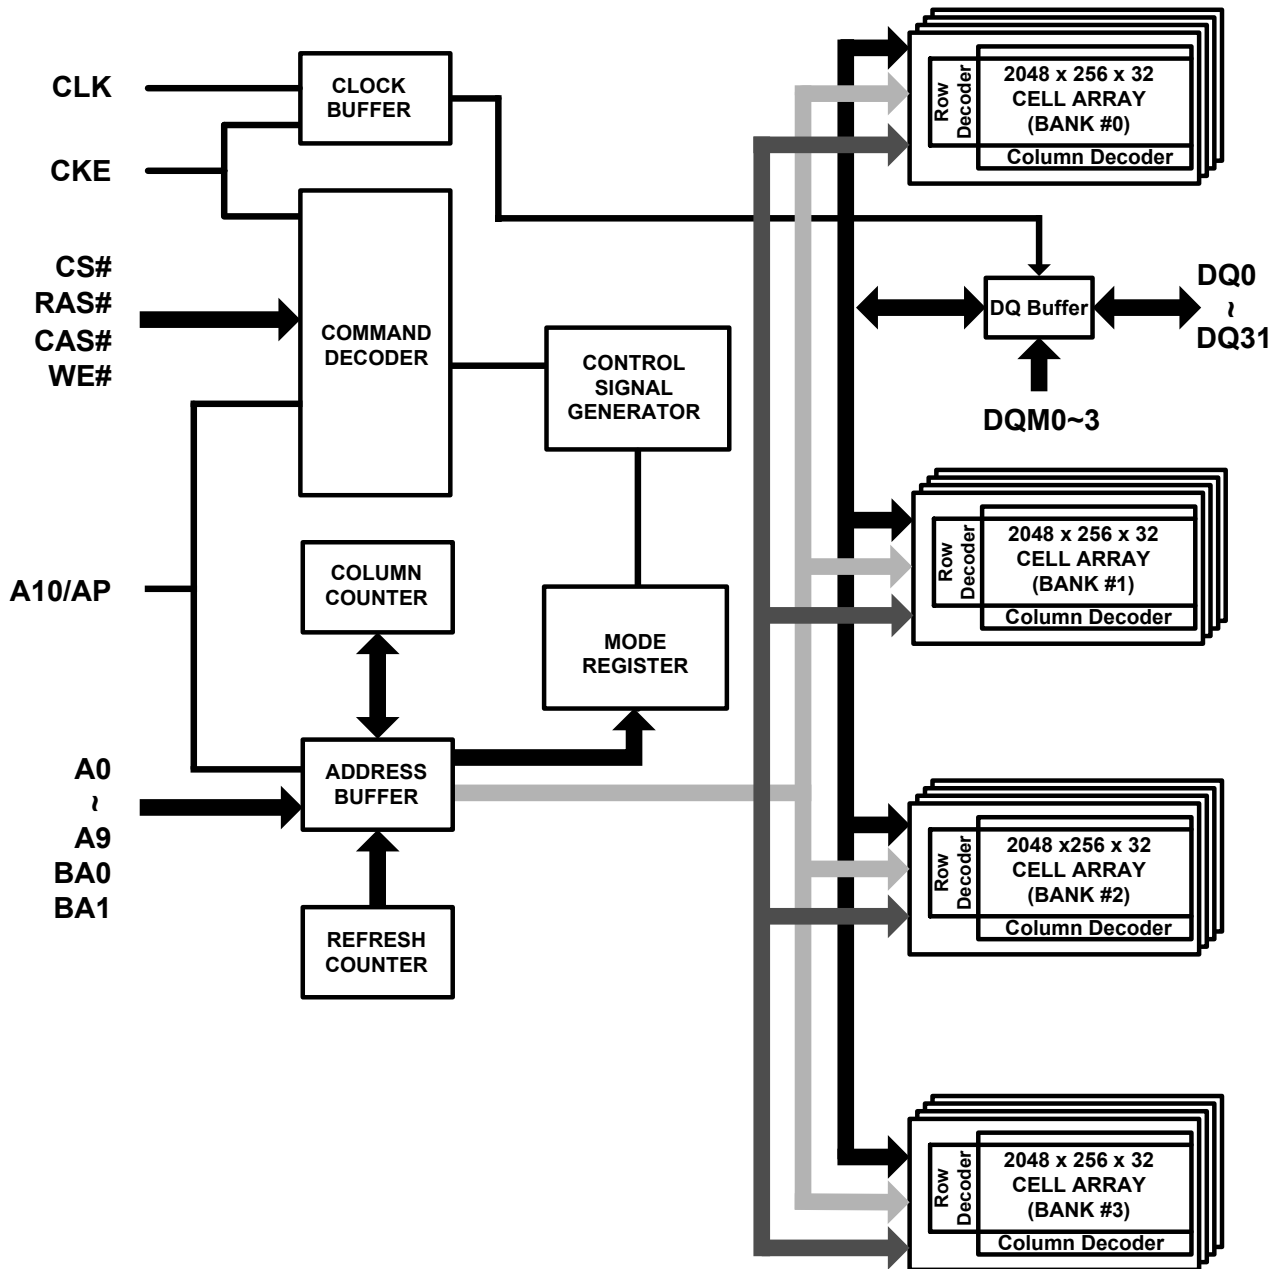 CLK
CKE
CS#
RAS#
CAS#
WE#
A10/AP
A0
~
A9
BA0
BA1
CLOCK
BUFFER
COMMAND
DECODER
COLUMN
COUNTER
ADDRESS
BUFFER
REFRESH
COUNTER
CONTROL
SIGNAL
GENERATOR
MODE
REGISTER
Row
Decoder
2048 x 256 x 32
CELL ARRAY
(BANK #0)
Column Decoder
DQ Buffer
DQ0
~
DQ31
DQM0~3
Row
Decoder
2048 x 256 x 32
CELL ARRAY
(BANK #1)
Column Decoder
Row
Decoder
2048 x256 x 32
CELL ARRAY
(BANK #2)
Column Decoder
Row
Decoder
2048 x 256 x 32
CELL ARRAY
(BANK #3)
Column Decoder